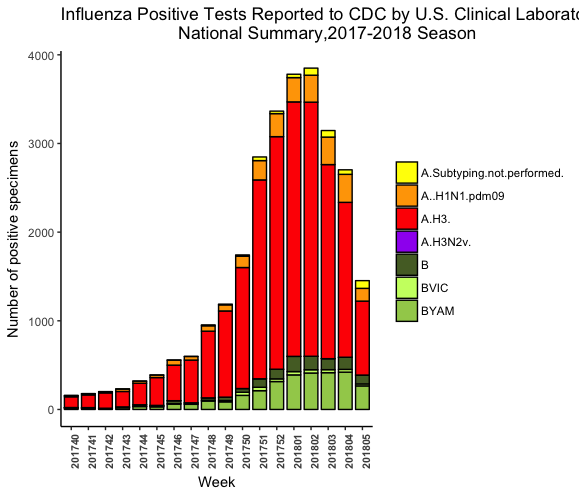 Influenza Positive Tests Reported to CDC by U.S. Clinical Laborato
National Summary,2017-2018 Season
Number of positive specimens
4000
3000
2000
1000
0
201740
201741
201742
201743
201744
201745
201746
201747
201748
201749
201750
201751
201752
201801
201802
201803
201804
201805
Week
A.Subtyping.not.performed.
A..H1N1.pdm09
A.H3.
A.H3N2v.
B
BVIC
BYAM